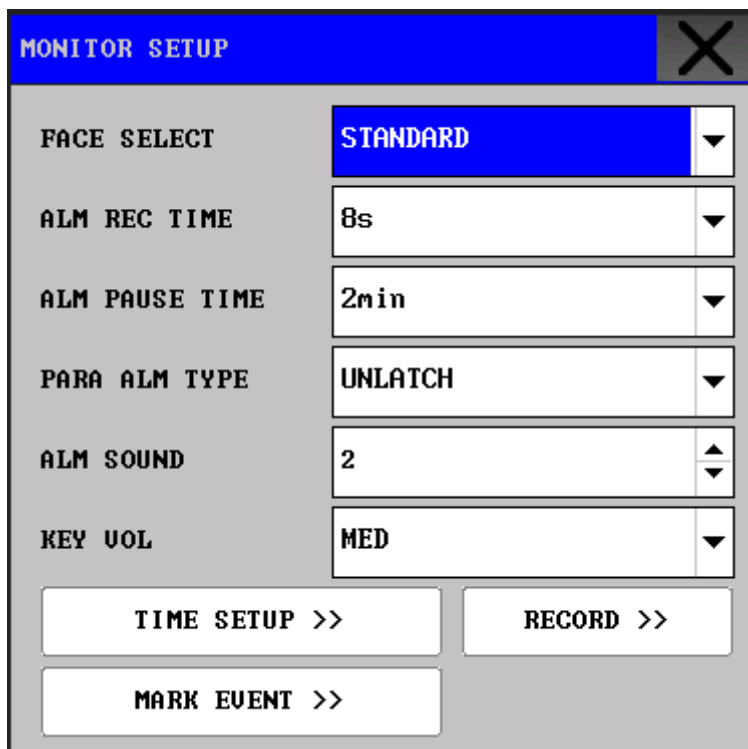 MONITOR SETUP
FACE SELECT STANDARD
ALM REC TIME 8s
ALM PAUSE TIME 2min
PARA ALM TYPE UNLATCH
ALM SOUND 2
KEY VOL MED
TIME SETUP >> RECORD >>
MARK EVENT >>